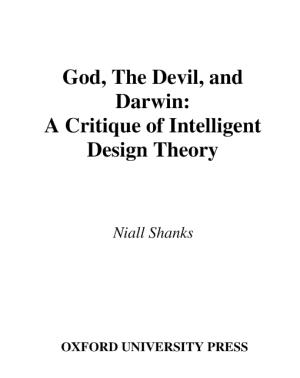 God, The Devil, and
Darwin:
A Critique of Intelligent
Design Theory
Niall Shanks
OXFORD UNIVERSITY PRESS